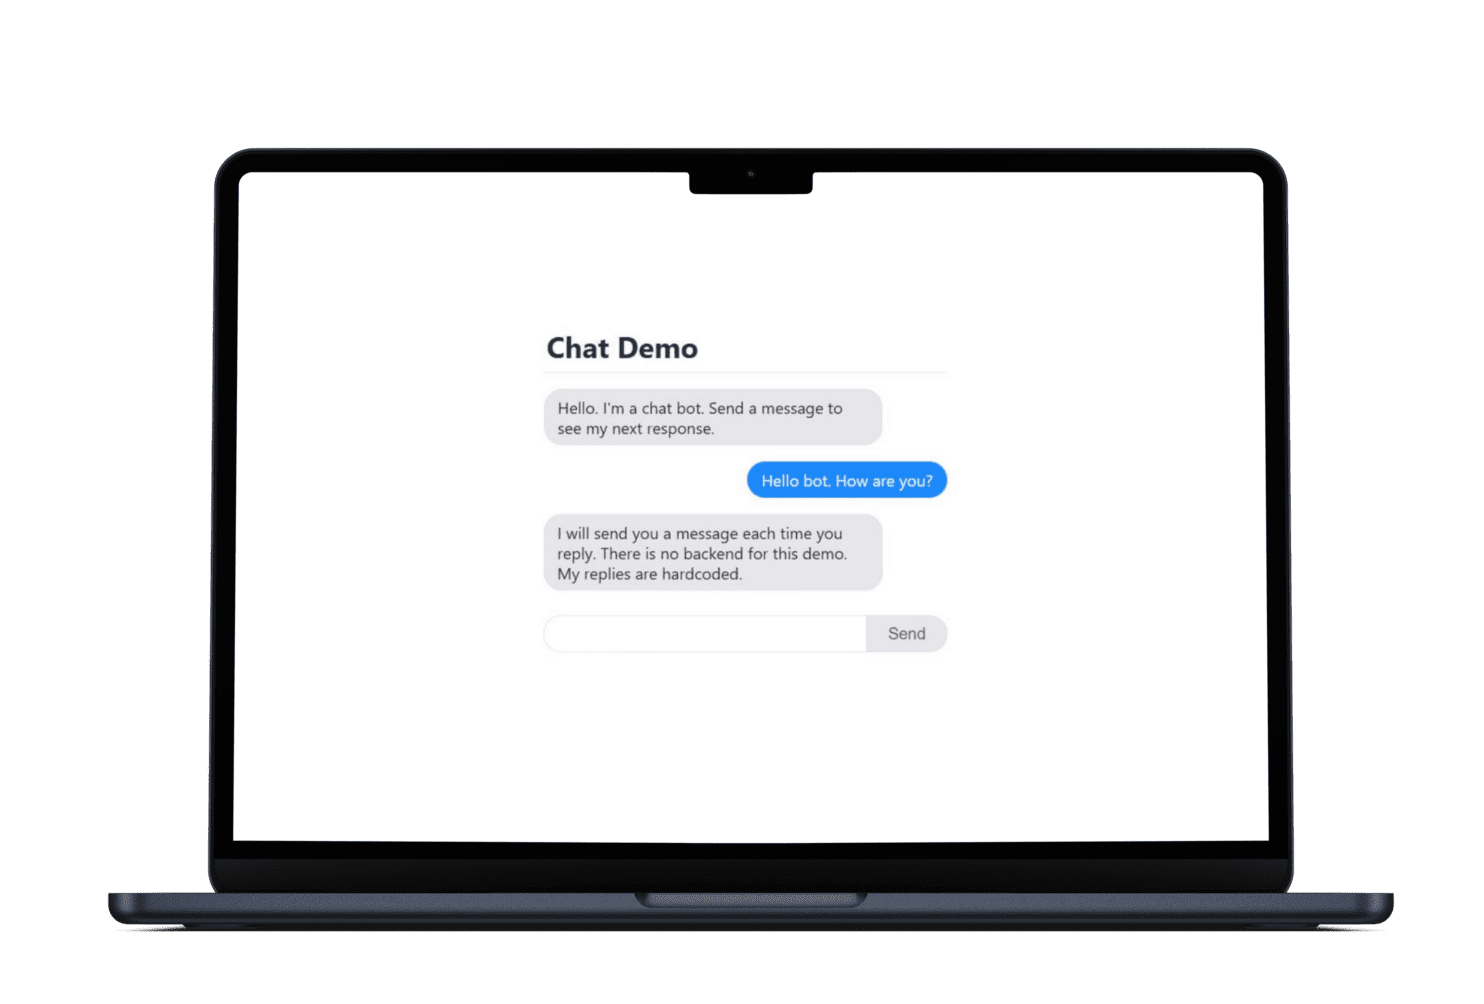 Chat Demo
Hello. I'm a chat bot. Send a message to
see my next response.
Hello bot. How are you?
I will send you a message each time you
reply. There is no backend for this demo.
My replies are hardcoded.
Send